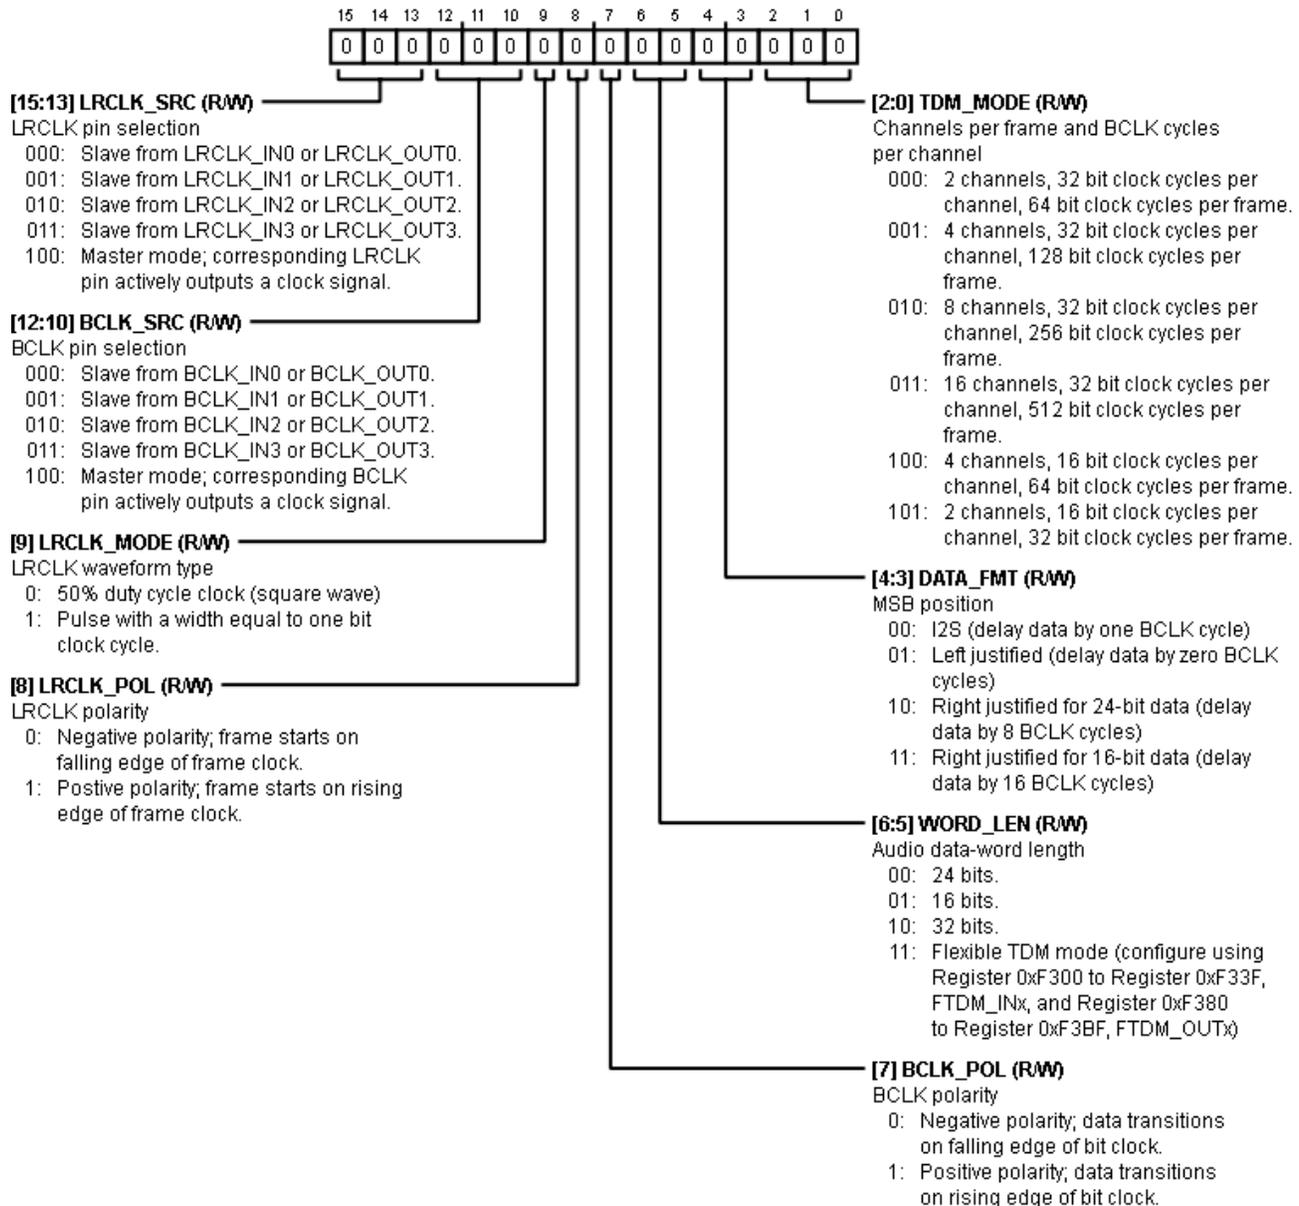 15 14 13 12 11 10 9 8 7 6 5 4 3 2 1 0
0 0 0 0 0 0 0 0 0 0 0 0 0 0 0 0
[15:13] LRCLK_SRC (R/W)
LRCLK pin selection
000: Slave from LRCLK_IN0 or LRCLK_OUT0.
001: Slave from LRCLK_IN1 or LRCLK_OUT1.
010: Slave from LRCLK_IN2 or LRCLK_OUT2.
011: Slave from LRCLK_IN3 or LRCLK_OUT3.
100: Master mode; corresponding LRCLK
pin actively outputs a clock signal.
[12:10] BCLK_SRC (R/W)
BCLK pin selection
000: Slave from BCLK_IN0 or BCLK_OUT0.
001: Slave from BCLK_IN1 or BCLK_OUT1.
010: Slave from BCLK_IN2 or BCLK_OUT2.
011: Slave from BCLK_IN3 or BCLK_OUT3.
100: Master mode; corresponding BCLK
pin actively outputs a clock signal.
[9] LRCLK_MODE (R/W)
LRCLK waveform type
0: 50% duty cycle clock (square wave)
1: Pulse with a width equal to one bit
clock cycle.
[8] LRCLK_POL (R/W)
LRCLK polarity
0: Negative polarity; frame starts on
falling edge of frame clock.
1: Postive polarity; frame starts on rising
edge of frame clock.
[2:0] TDM_MODE (R/W)
Channels per frame and BCLK cycles
per channel
000: 2 channels, 32 bit clock cycles per
channel, 64 bit clock cycles per frame.
001: 4 channels, 32 bit clock cycles per
channel, 128 bit clock cycles per
frame.
010: 8 channels, 32 bit clock cycles per
channel, 256 bit clock cycles per
frame.
011: 16 channels, 32 bit clock cycles per
channel, 512 bit clock cycles per
frame.
100: 4 channels, 16 bit clock cycles per
channel, 64 bit clock cycles per frame.
101: 2 channels, 16 bit clock cycles per
channel, 32 bit clock cycles per frame.
[4:3] DATA_FMT (R/W)
MSB position
00: I2S (delay data by one BCLK cycle)
01: Left justified (delay data by zero BCLK
cycles)
10: Right justified for 24-bit data (delay
data by 8 BCLK cycles)
11: Right justified for 16-bit data (delay
data by 16 BCLK cycles)
[6:5] WORD_LEN (R/W)
Audio data-word length
00: 24 bits.
01: 16 bits.
10: 32 bits.
11: Flexible TDM mode (configure using
Register 0xF300 to Register 0xF33F,
FTDM_INx, and Register 0xF380
to Register 0xF3BF, FTDM_OUTx)
[7] BCLK_POL (R/W)
BCLK polarity
0: Negative polarity; data transitions
on falling edge of bit clock.
1: Positive polarity; data transitions
on rising edge of bit clock.